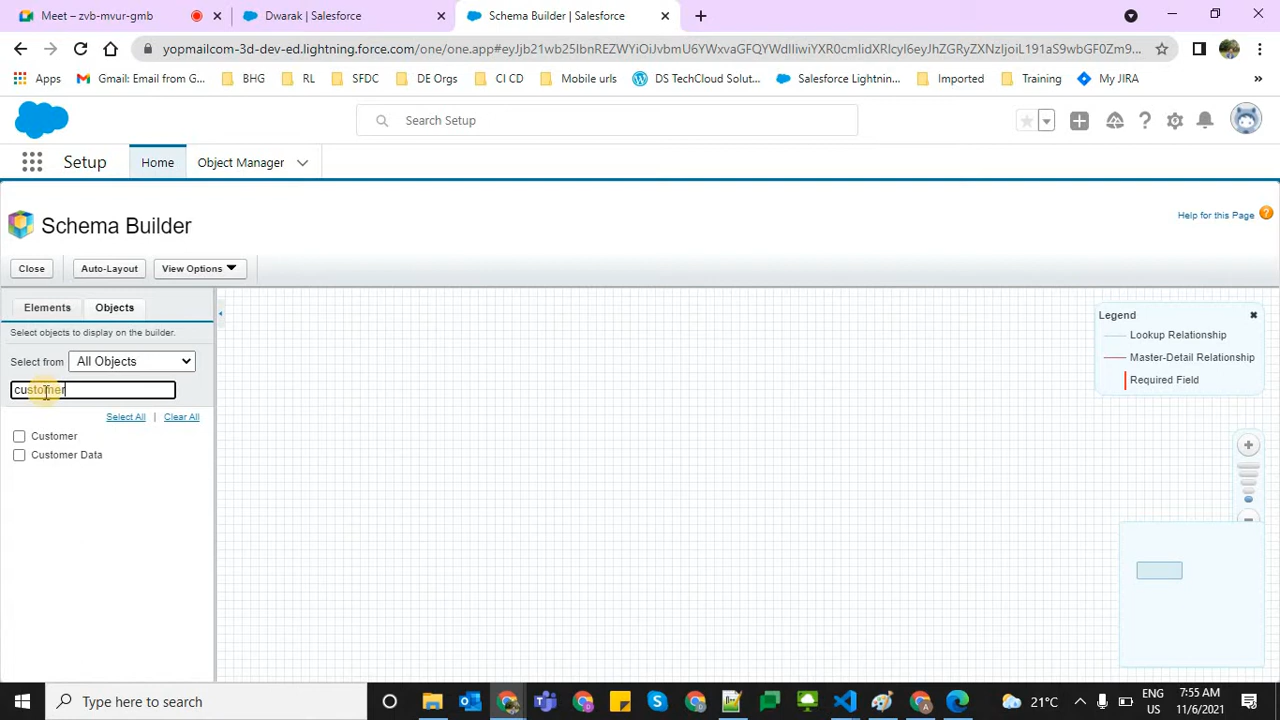 Meet – zvb-mvur-gmb
Dwarak | Salesforce
Schema Builder | Salesforce
yopmailcom-3d-dev-ed.lightning.force.com/one/one.app#
Apps
Gmail: Email from G...
BHG
RL
SFDC
DE Orgs
CI CD
Mobile urls
DS TechCloud Solut...
Salesforce Lightnin...
Imported
Training
My JIRA
»
Search Setup
Setup
Home
Object Manager
Schema Builder
Help for this Page
Close
Auto-Layout
View Options
Elements
Objects
Select objects to display on the builder.
Select from
All Objects
customer
Select All | Clear All
Customer
Customer Data
Legend
Lookup Relationship
Master-Detail Relationship
Required Field
Type here to search
21°C
ENG
US
7:55 AM
11/6/2021